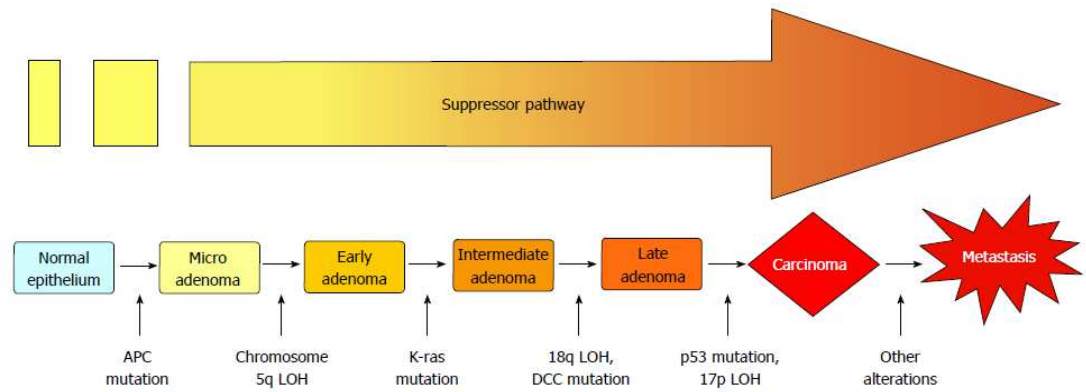 Suppressor pathway
Normal
epithelium
Micro
adenoma
Early
adenoma
Intermediate
adenoma
Late
adenoma
Carcinoma
Metastasis
APC
mutation
Chromosome
5q LOH
K-ras
mutation
18q LOH,
DCC mutation
p53 mutation,
17p LOH
Other
alterations